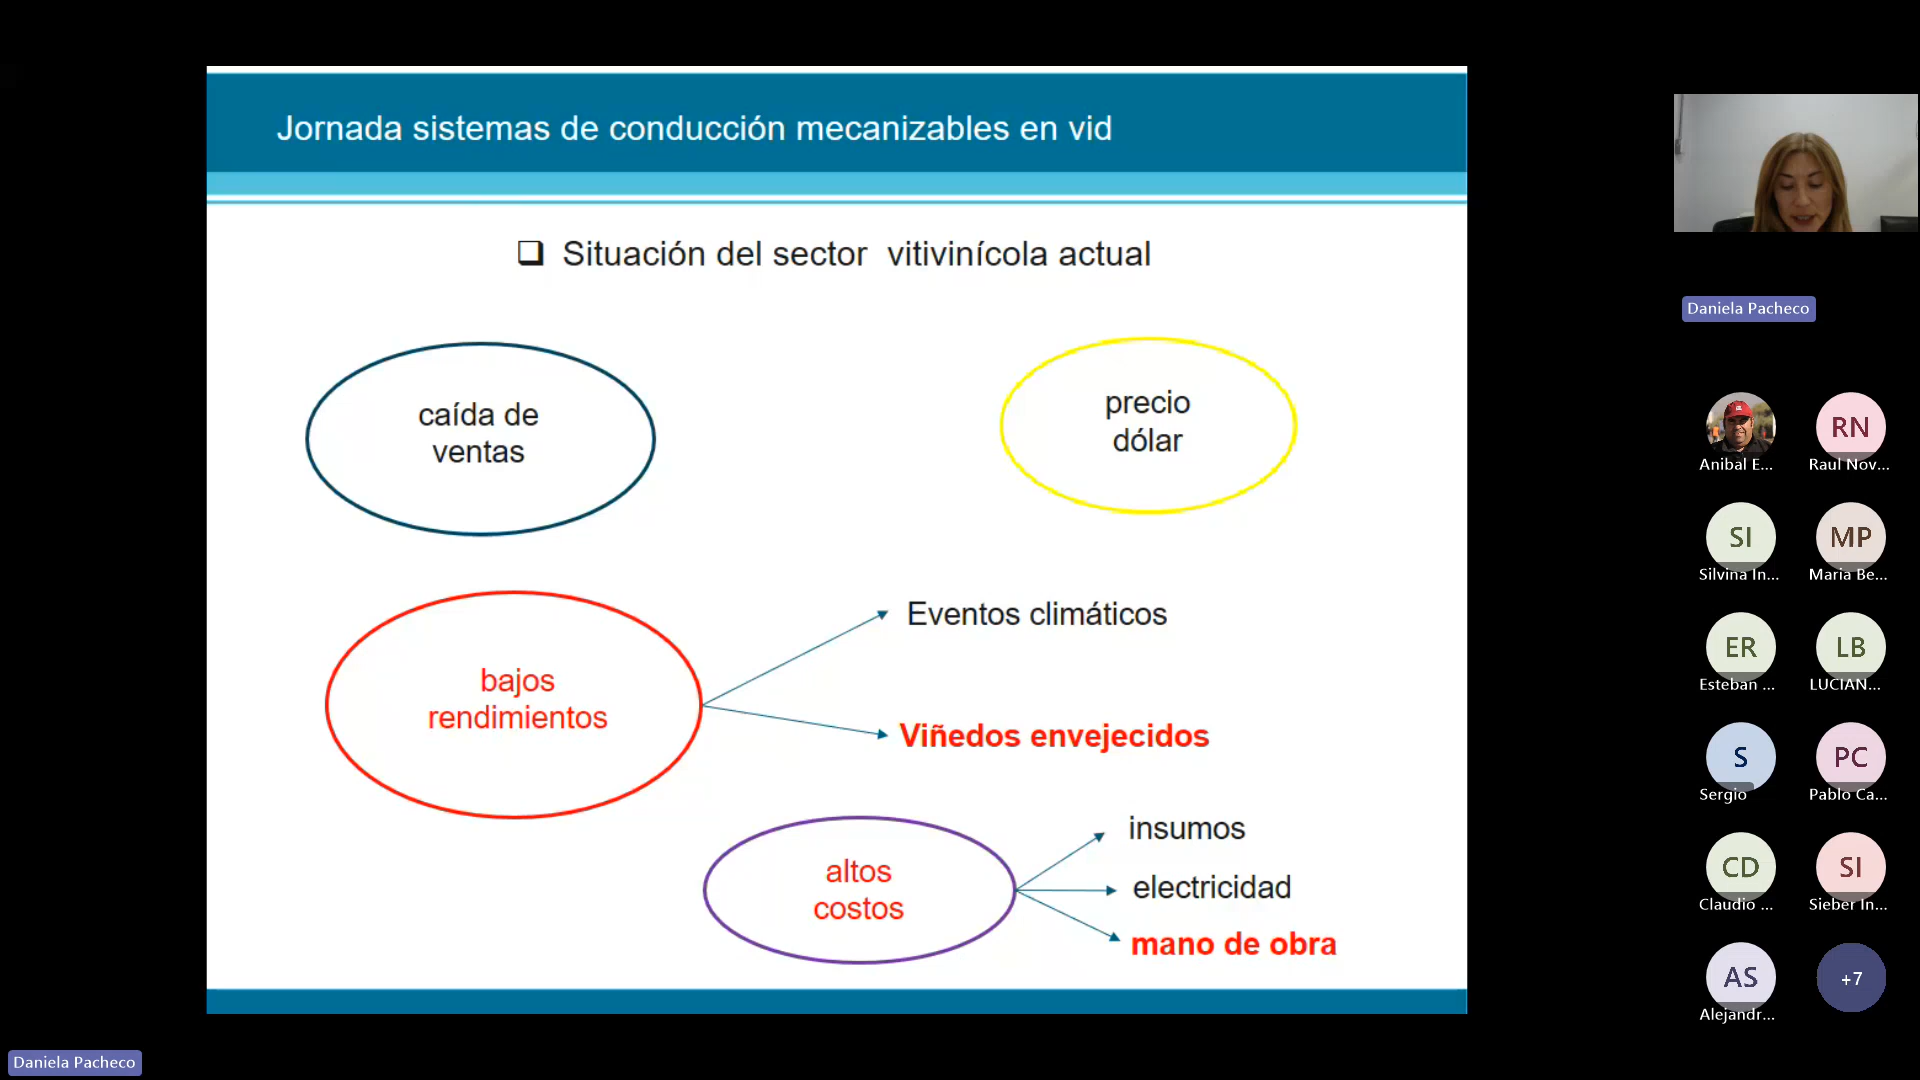 Jornada sistemas de conducción mecanizables en vid
Situación del sector vitivinícola actual
caída de
ventas
precio
dólar
bajos
rendimientos
Eventos climáticos
Viñedos envejecidos
altos
costos
insumos
electricidad
mano de obra
Daniela Pacheco
Anibal E...
RN
Raul Nov...
SI
Silvina In...
MP
Maria Be...
ER
Esteban ...
LB
LUCIAN...
S
Sergio
PC
Pablo Ca...
CD
Claudio ...
SI
Sieber In...
AS
Alejandr...
+7
Daniela Pacheco